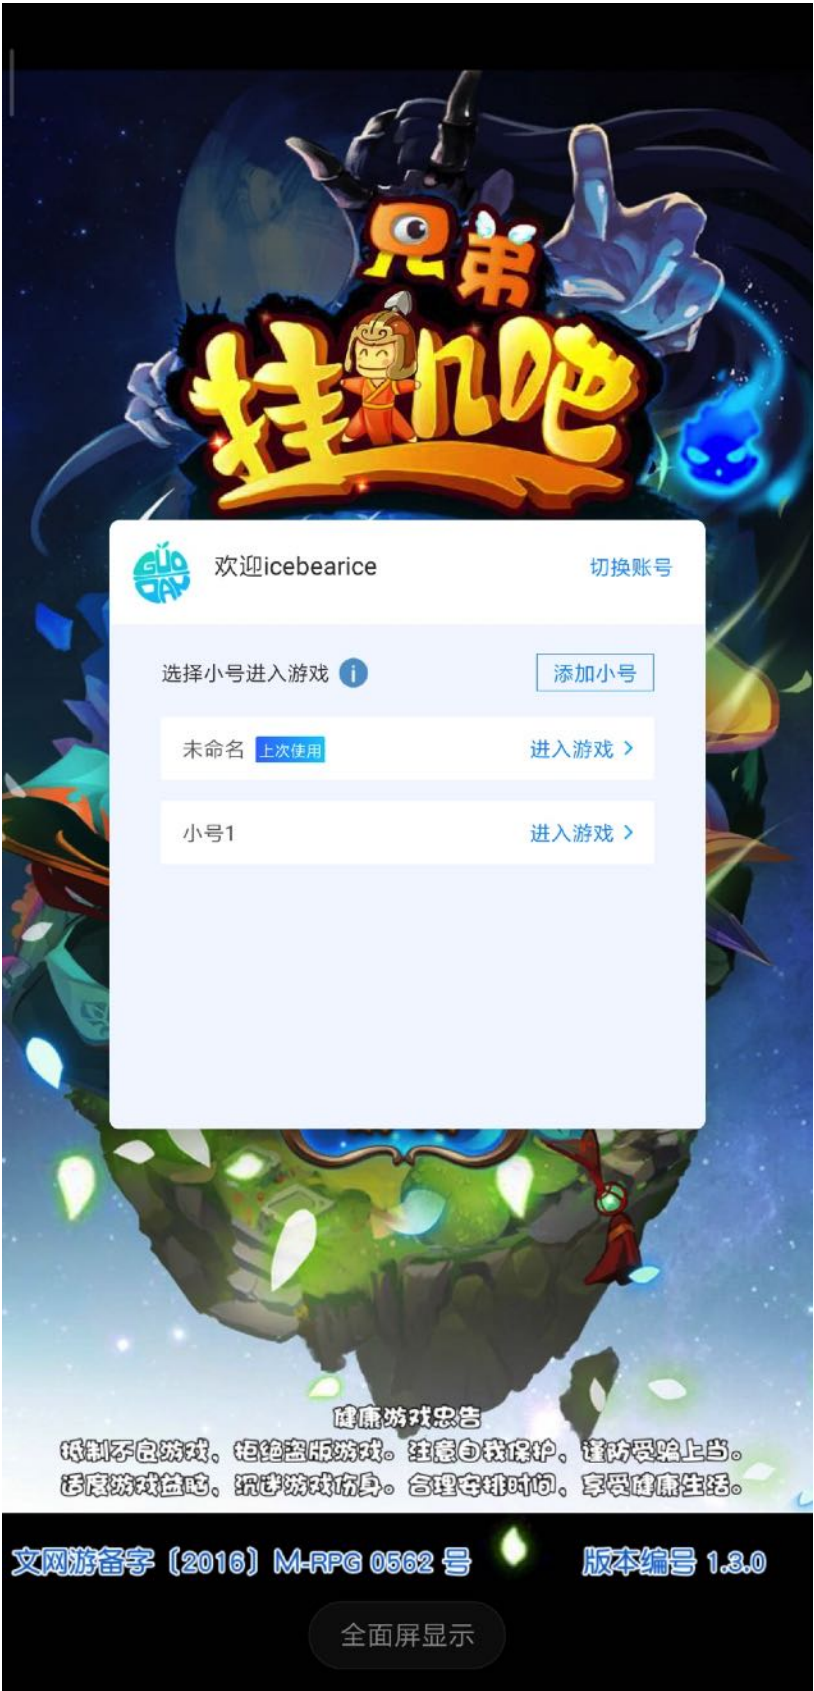 兄弟
挂机吧
GUO
PAN
欢迎icebearice
切换账号
选择小号进入游戏 i
添加小号
未命名 上次使用
进入游戏
小号1
进入游戏
健康游戏忠告
抵制不良游戏，拒绝盗版游戏。注意自我保护，谨防受骗上当。
适度游戏益脑，沉迷游戏伤身。合理安排时间，享受健康生活。
文网游备字〔2016〕M-RPG 0562 号
版本编号 1.3.0
全面屏显示